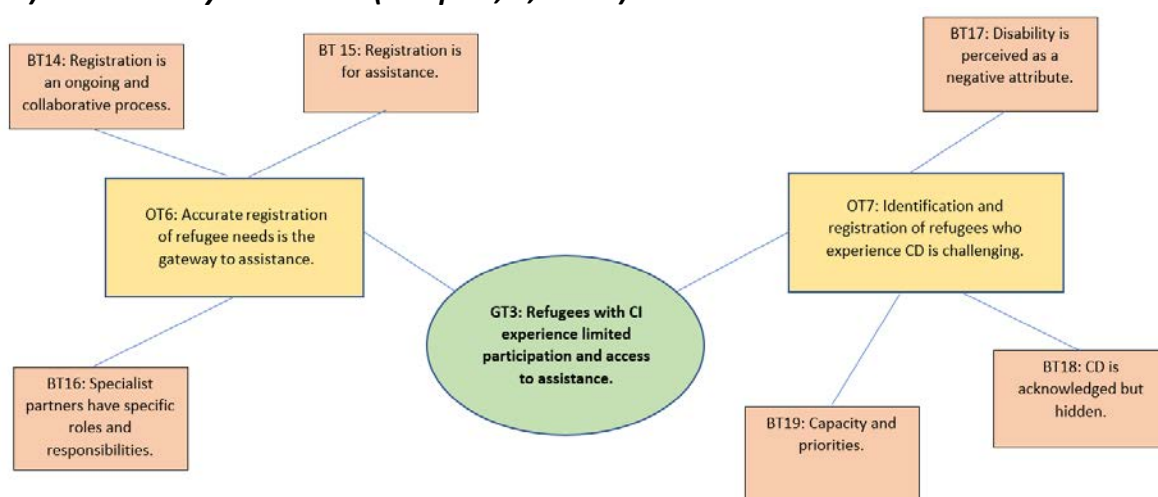 BT14: Registration is
an ongoing and
collaborative process.
BT 15: Registration is
for assistance.
BT17: Disability is
perceived as a
negative attribute.
OT6: Accurate registration
of refugee needs is the
gateway to assistance.
OT7: Identification and
registration of refugees who
experience CD is challenging.
GT3: Refugees with CI
experience limited
participation and access
to assistance.
BT16: Specialist
partners have specific
roles and
responsibilities.
BT19: Capacity and
priorities.
BT18: CD is
acknowledged but
hidden.